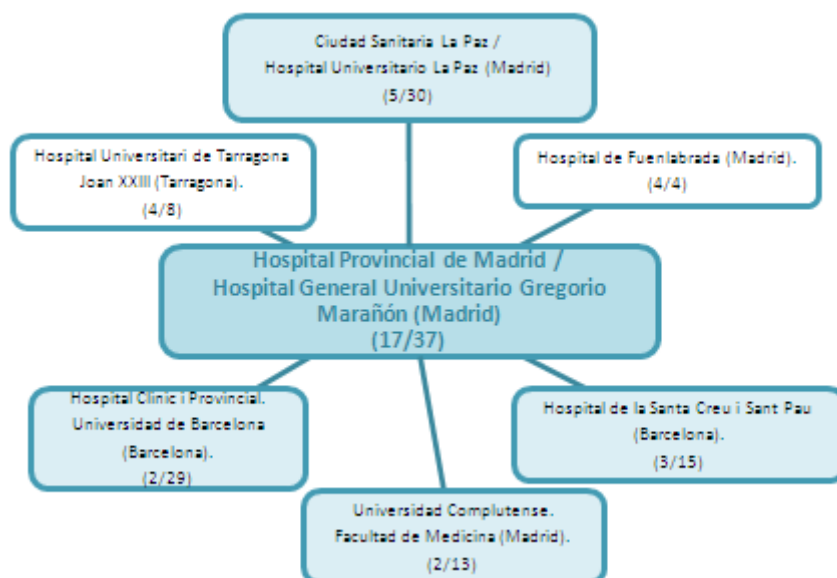 Ciudad Sanitaria La Paz /
Hospital Universitario La Paz (Madrid)
(5/30)
Hospital Universitari de Tarragona
Joan XXIII (Tarragona).
(4/8)
Hospital de Fuenlabrada (Madrid).
(4/4)
Hospital Provincial de Madrid /
Hospital General Universitario Gregorio
Marañón (Madrid)
(17/37)
Hospital Clinic i Provincial.
Universidad de Barcelona
(Barcelona).
(2/29)
Hospital de la Santa Creu i Sant Pau
(Barcelona).
(3/15)
Universidad Complutense.
Facultad de Medicina (Madrid).
(2/13)